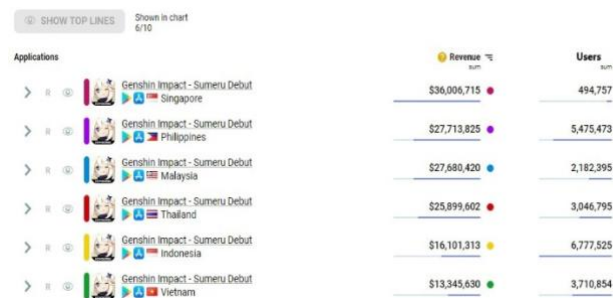 SHOW TOP LINES
Shown in chart
6/10
Applications
Revenue
sum
Users
sum
R
Genshin Impact - Sumeru Debut
Singapore
$36,006,715
494,757
R
Genshin Impact - Sumeru Debut
Philippines
$27,713,825
5,475,473
R
Genshin Impact - Sumeru Debut
Malaysia
$27,680,420
2,182,395
R
Genshin Impact - Sumeru Debut
Thailand
$25,899,602
3,046,795
R
Genshin Impact - Sumeru Debut
Indonesia
$16,101,313
6,777,525
R
Genshin Impact - Sumeru Debut
Vietnam
$13,345,630
3,710,854